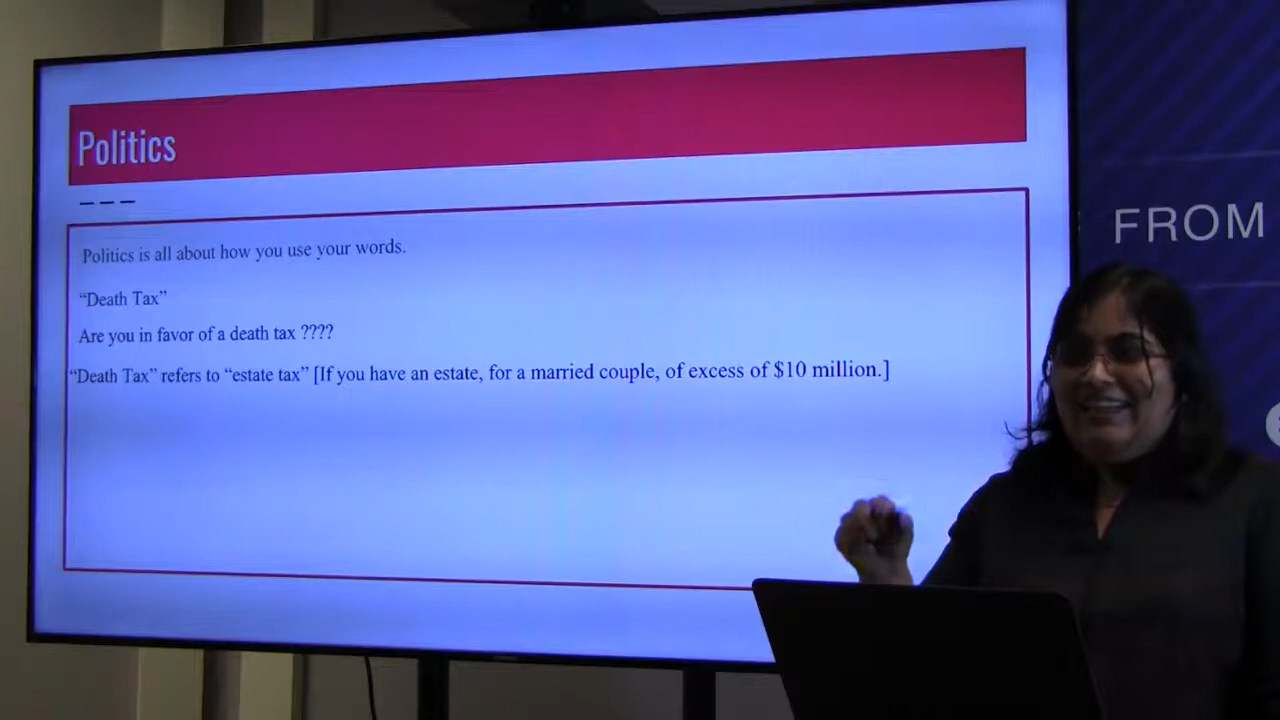 Politics
Politics is all about how you use your words.
“Death Tax”
Are you in favor of a death tax ????
“Death Tax” refers to “estate tax” [If you have an estate, for a married couple, of excess of $10 million.]
FROM